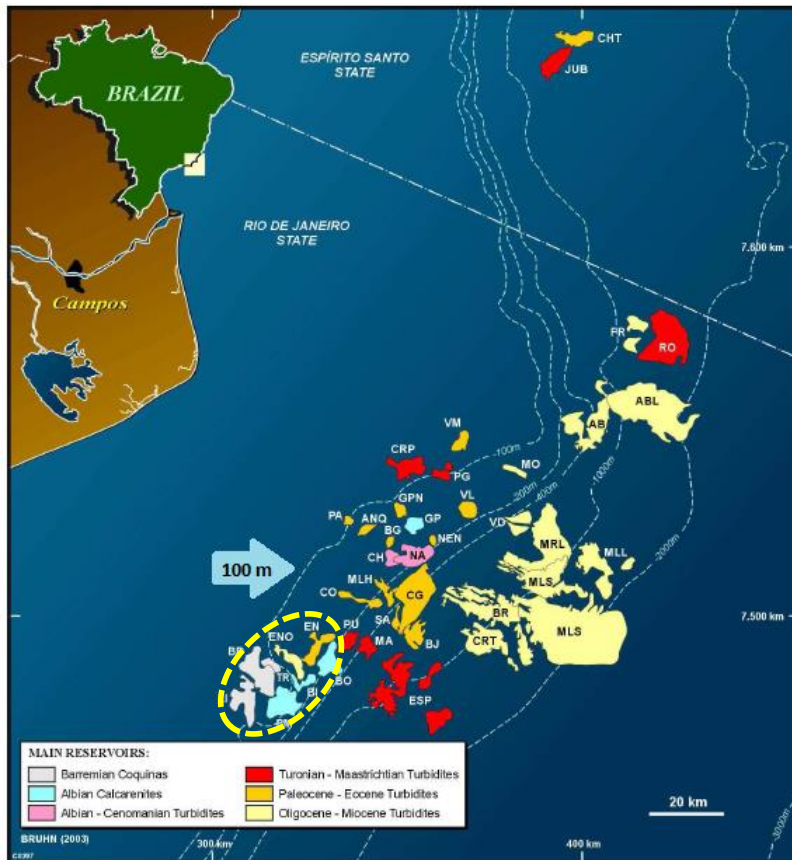 CHT
ESPÍRITO SANTO
STATE
JUB
BRAZIL
RIO DE JANEIRO
STATE
7.600 km
Campos
PR
RO
ABL
AB
VM
CRP
-100m
PG
MO
-200m
-400m
-1000m
-2000m
GPN
VL
PA
ANQ
GP
VD
BG
NEN
MRL
CH
NA
MLL
100 m
MLH
MLS
CO
CG
BR
7.500 km
SA
EN
PU
ENO
MA
BJ
CRT
MLS
TR
BO
BI
ESP
MAIN RESERVOIRS:
Barremian Coquinas
Albian Calcarenites
Albian - Cenomanian Turbidites
Turonian - Maastrichtian Turbidites
Paleocene - Eocene Turbidites
Oligocene - Miocene Turbidites
20 km
-3000m
BRUHN (2003)
300 km
400 km